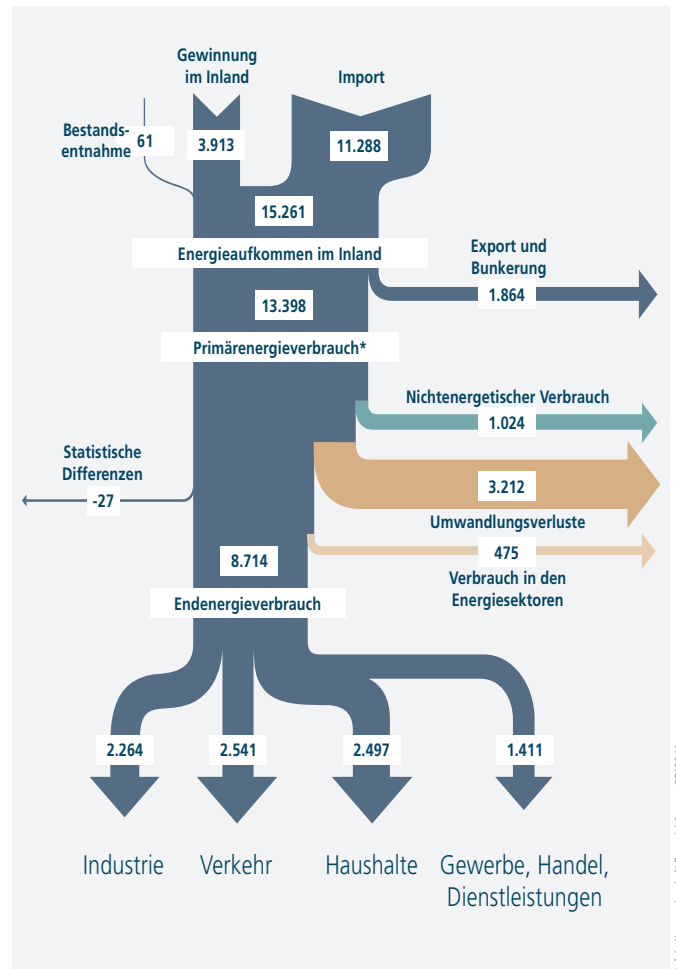 Gewinnung
im Inland
Import
Bestands-
entnahme
61
3.913
11.288
15.261
Energieaufkommen im Inland
Export und
Bunkerung
1.864
13.398
Primärenergieverbrauch*
Nichtenergetischer Verbrauch
1.024
Statistische
Differenzen
-27
3.212
Umwandlungsverluste
475
Verbrauch in den
Energiesektoren
8.714
Endenergieverbrauch
2.264
2.541
2.497
1.411
Industrie
Verkehr
Haushalte
Gewerbe, Handel,
Dienstleistungen